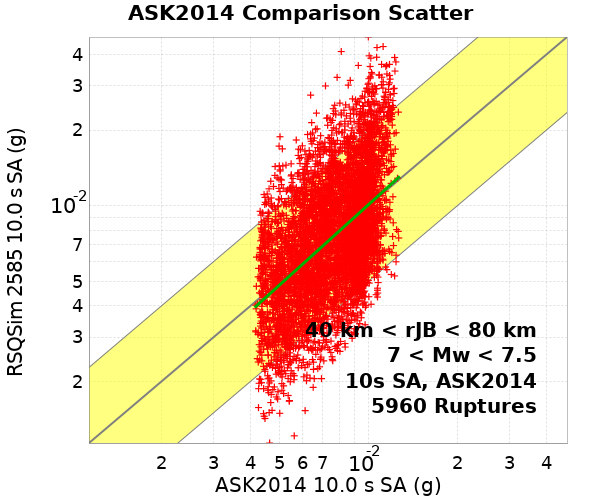 ASK2014 Comparison Scatter
RSQSim 2585 10.0 s SA (g)
4
3
2
10^-2
7
5
4
3
2
40 km < rJB < 80 km
7 < Mw < 7.5
10s SA, ASK2014
5960 Ruptures
2 3 4 5 6 7 10^-2 2 3 4
ASK2014 10.0 s SA (g)